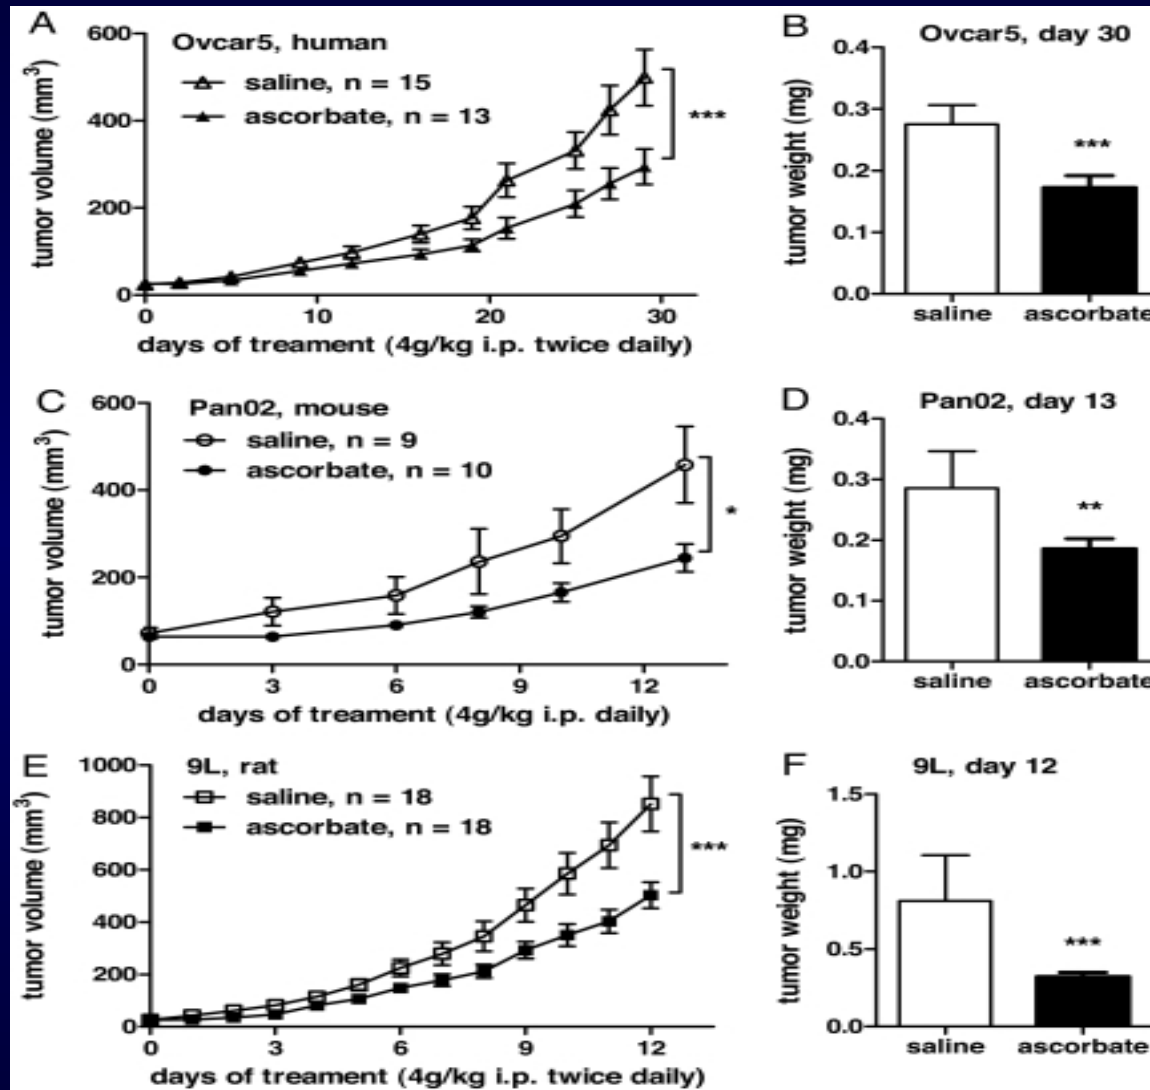 A
Ovcar5, human
saline, n = 15
ascorbate, n = 13
***
tumor volume (mm³)
600
400
200
0
0 10 20 30
days of treament (4g/kg i.p. twice daily)
B
Ovcar5, day 30
tumor weight (mg)
0.4
0.3
0.2
0.1
0.0
***
saline ascorbate
C
Pan02, mouse
saline, n = 9
ascorbate, n = 10
*
tumor volume (mm³)
600
400
200
0
0 3 6 9 12
days of treament (4g/kg i.p. daily)
D
Pan02, day 13
tumor weight (mg)
0.4
0.3
0.2
0.1
0.0
**
saline ascorbate
E
9L, rat
saline, n = 18
ascorbate, n = 18
***
tumor volume (mm³)
1000
800
600
400
200
0
0 3 6 9 12
days of treament (4g/kg i.p. twice daily)
F
9L, day 12
tumor weight (mg)
1.5
1.0
0.5
0.0
***
saline ascorbate